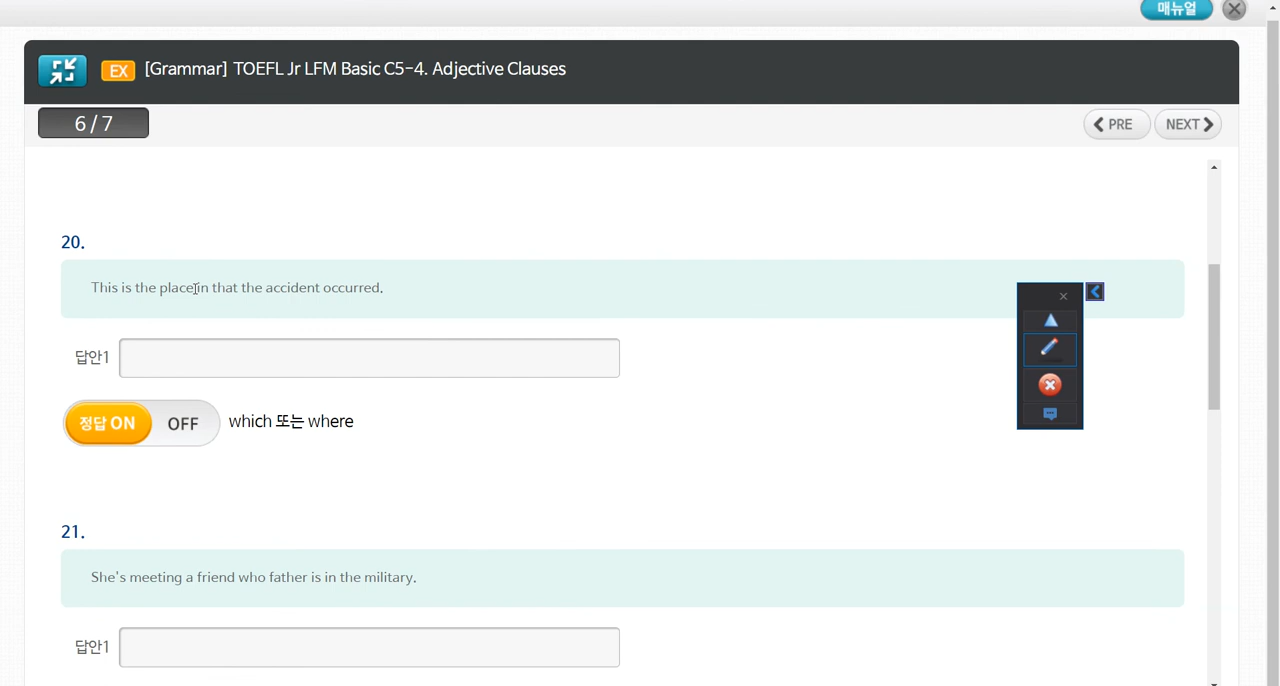 매뉴얼
EX [Grammar] TOEFL Jr LFM Basic C5-4. Adjective Clauses
6 / 7
PRE NEXT
20.
This is the place in that the accident occurred.
답안1
정답 ON OFF which 또는 where
21.
She's meeting a friend who father is in the military.
답안1